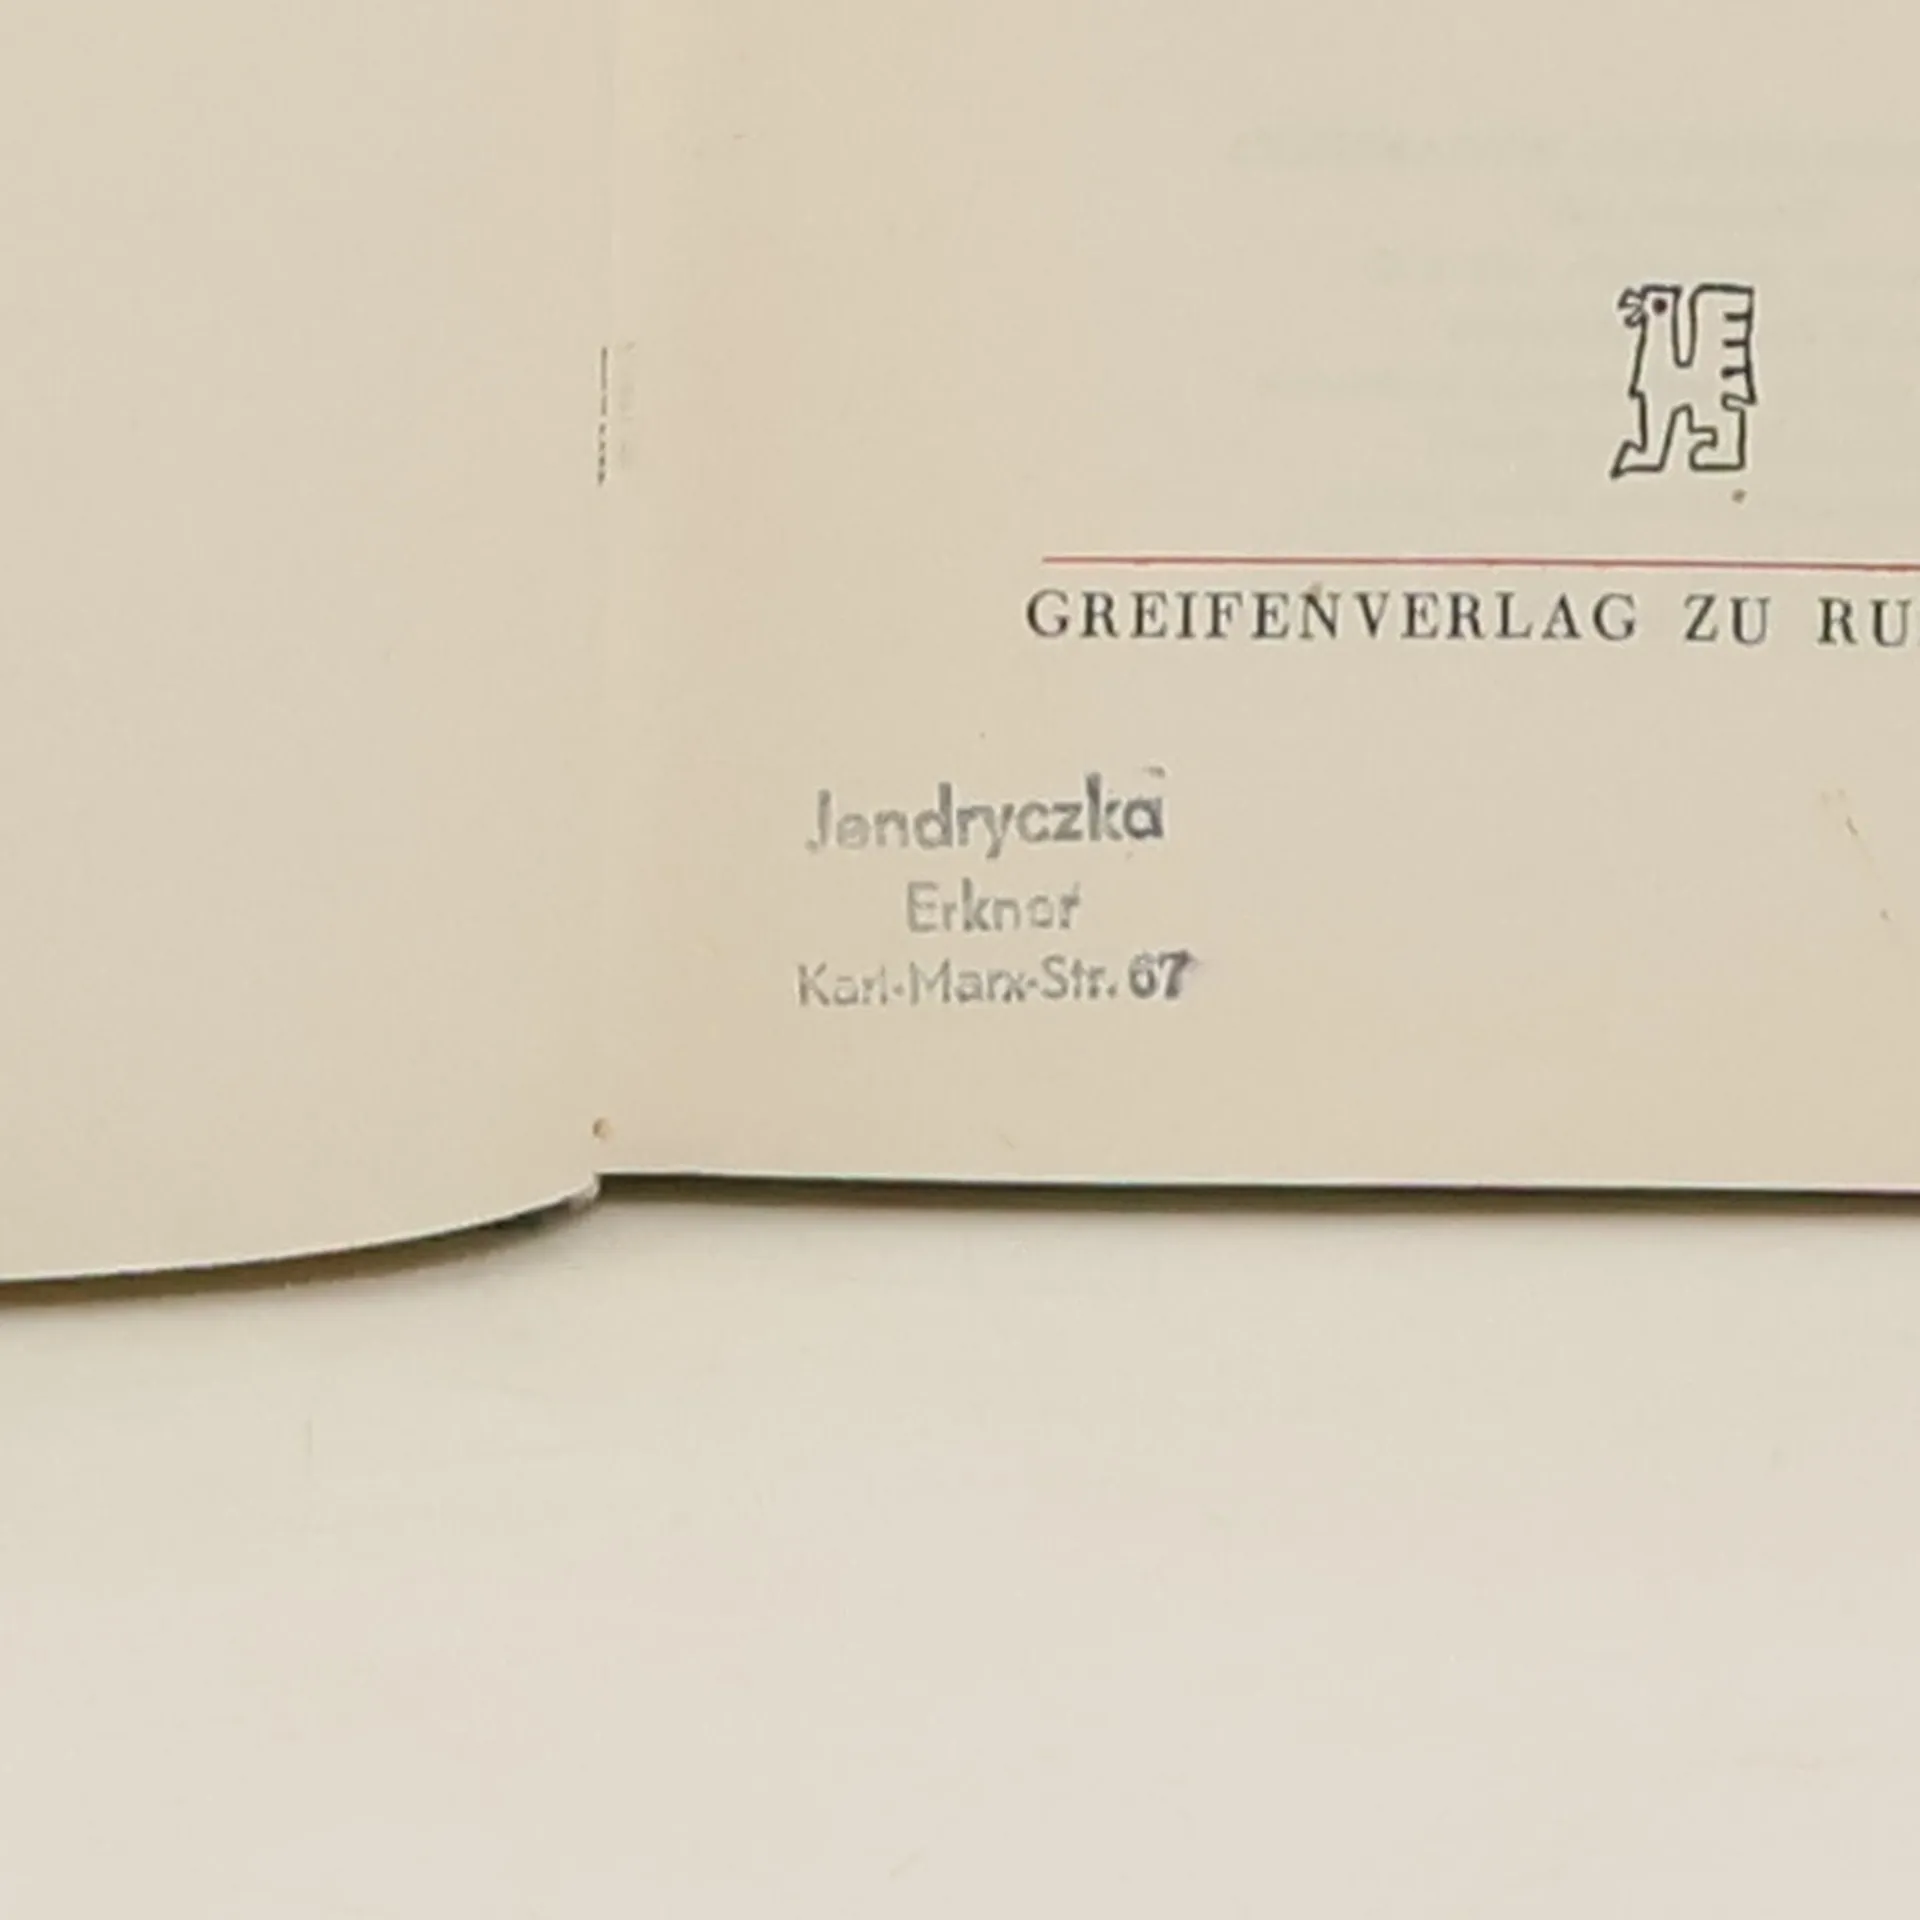 GREIFENVERLAG ZU RU
Jendryczka
Erkner
Karl-Marx-Str. 67